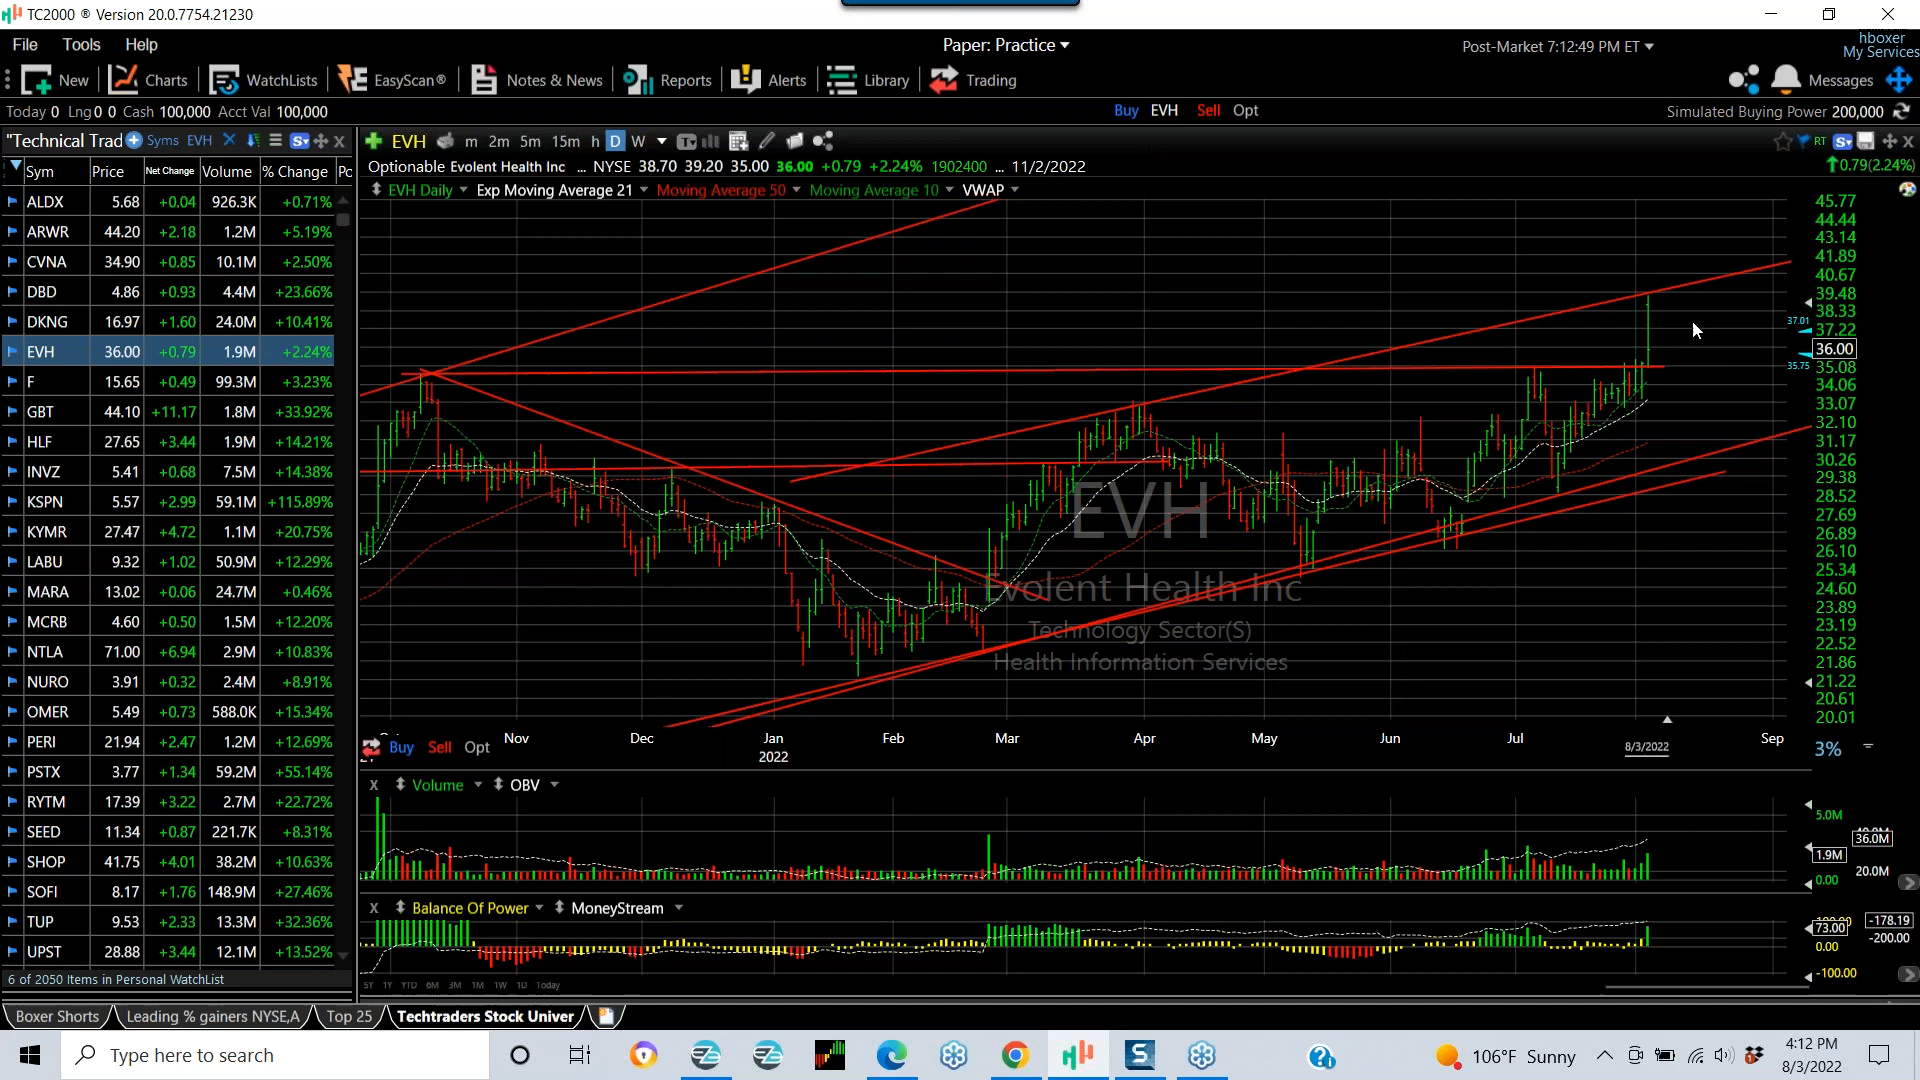 TC2000 ® Version 20.0.7754.21230
File Tools Help
Paper: Practice
Post-Market 7:12:49 PM ET
hboxer
My Services
New Charts WatchLists EasyScan® Notes & News Reports Alerts Library Trading
Messages
Today 0 Lng 0 0 Cash 100,000 Acct Val 100,000
Buy EVH Sell Opt
Simulated Buying Power 200,000
"Technical Trad Syms EVH
EVH m 2m 5m 15m h D W
RT
Sym Price Net Change Volume % Change Pc
Optionable Evolent Health Inc ... NYSE 38.70 39.20 35.00 36.00 +0.79 +2.24% 1902400 ... 11/2/2022
0.79(2.24%)
EVH Daily Exp Moving Average 21 Moving Average 50 Moving Average 10 VWAP
ALDX 5.68 +0.04 926.3K +0.71%
ARWR 44.20 +2.18 1.2M +5.19%
CVNA 34.90 +0.85 10.1M +2.50%
DBD 4.86 +0.93 4.4M +23.66%
DKNG 16.97 +1.60 24.0M +10.41%
EVH 36.00 +0.79 1.9M +2.24%
F 15.65 +0.49 99.3M +3.23%
GBT 44.10 +11.17 1.8M +33.92%
HLF 27.65 +3.44 1.9M +14.21%
INVZ 5.41 +0.68 7.5M +14.38%
KSPN 5.57 +2.99 59.1M +115.89%
KYMR 27.47 +4.72 1.1M +20.75%
LABU 9.32 +1.02 50.9M +12.29%
MARA 13.02 +0.06 24.7M +0.46%
MCRB 4.60 +0.50 1.5M +12.20%
NTLA 71.00 +6.94 2.9M +10.83%
NURO 3.91 +0.32 2.4M +8.91%
OMER 5.49 +0.73 588.0K +15.34%
PERI 21.94 +2.47 1.2M +12.69%
PSTX 3.77 +1.34 59.2M +55.14%
RYTM 17.39 +3.22 2.7M +22.72%
SEED 11.34 +0.87 221.7K +8.31%
SHOP 41.75 +4.01 38.2M +10.63%
SOFI 8.17 +1.76 148.9M +27.46%
TUP 9.53 +2.33 13.3M +32.36%
UPST 28.88 +3.44 12.1M +13.52%
6 of 2050 Items in Personal WatchList
45.77
44.44
43.14
41.89
40.67
39.48
38.33
37.01
37.22
36.00
35.75
35.08
34.06
33.07
32.10
31.17
30.26
29.38
28.52
27.69
26.89
26.10
25.34
24.60
23.89
23.19
22.52
21.86
21.22
20.61
20.01
EVH
Evolent Health Inc
Technology Sector(S)
Health Information Services
Nov Dec Jan Feb Mar Apr May Jun Jul 8/3/2022 Sep
2022
3%
Buy Sell Opt
Volume OBV
5.0M
36.0M
1.9M
20.0M
0.00
Balance Of Power MoneyStream
73.00
-178.19
-200.00
0.00
-100.00
5Y 1Y YTD 6M 3M 1M 1W 1D Today
Boxer Shorts Leading % gainers NYSE,A Top 25 Techtraders Stock Univer
Type here to search
106°F Sunny
4:12 PM
8/3/2022